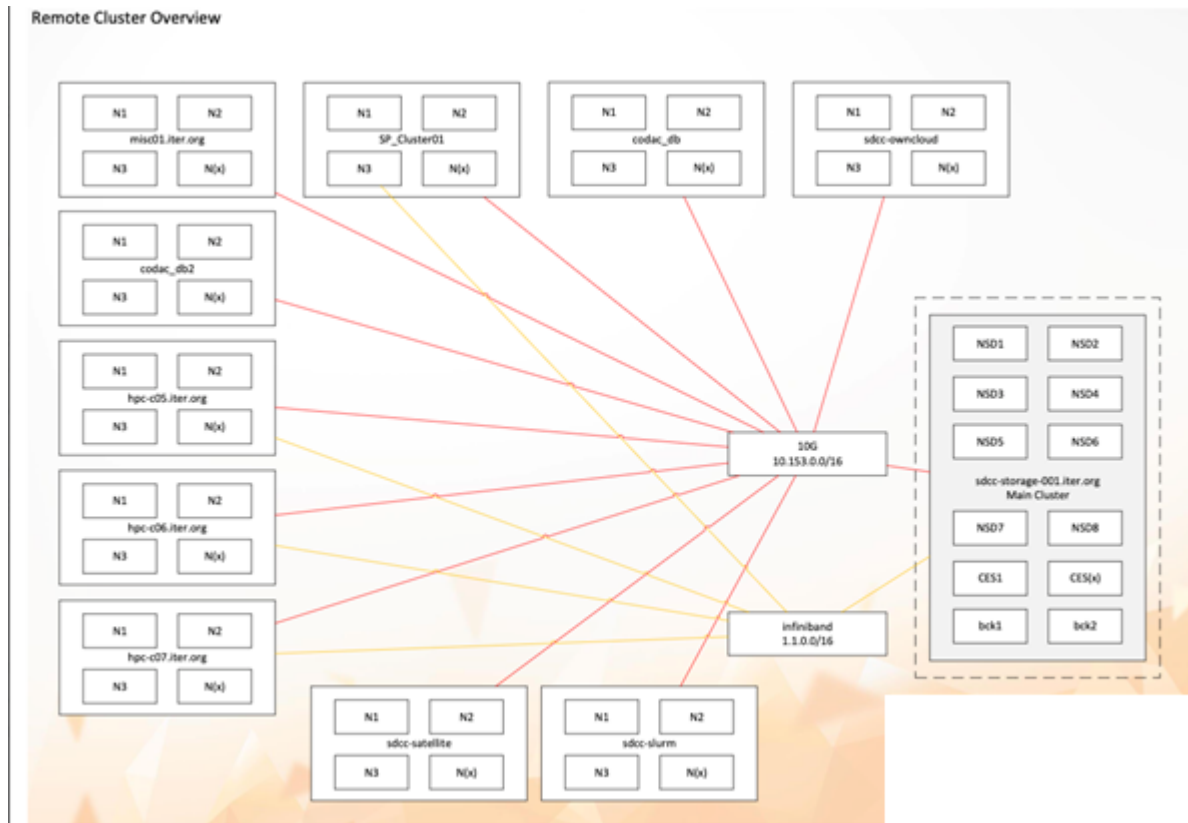 Remote Cluster Overview
N1 N2
misc01.iter.org
N3 N(x)
N1 N2
SP_Cluster01
N3 N(x)
N1 N2
codac_db
N3 N(x)
N1 N2
sdcc-owncloud
N3 N(x)
N1 N2
codac_db2
N3 N(x)
N1 N2
hpc-c05.iter.org
N3 N(x)
N1 N2
hpc-c06.iter.org
N3 N(x)
N1 N2
hpc-c07.iter.org
N3 N(x)
N1 N2
sdcc-satellite
N3 N(x)
N1 N2
sdcc-slurm
N3 N(x)
10G
10.153.0.0/16
infiniband
1.1.0.0/16
NSD1 NSD2
NSD3 NSD4
NSD5 NSD6
sdcc-storage-001.iter.org
Main Cluster
NSD7 NSD8
CES1 CES(x)
bck1 bck2